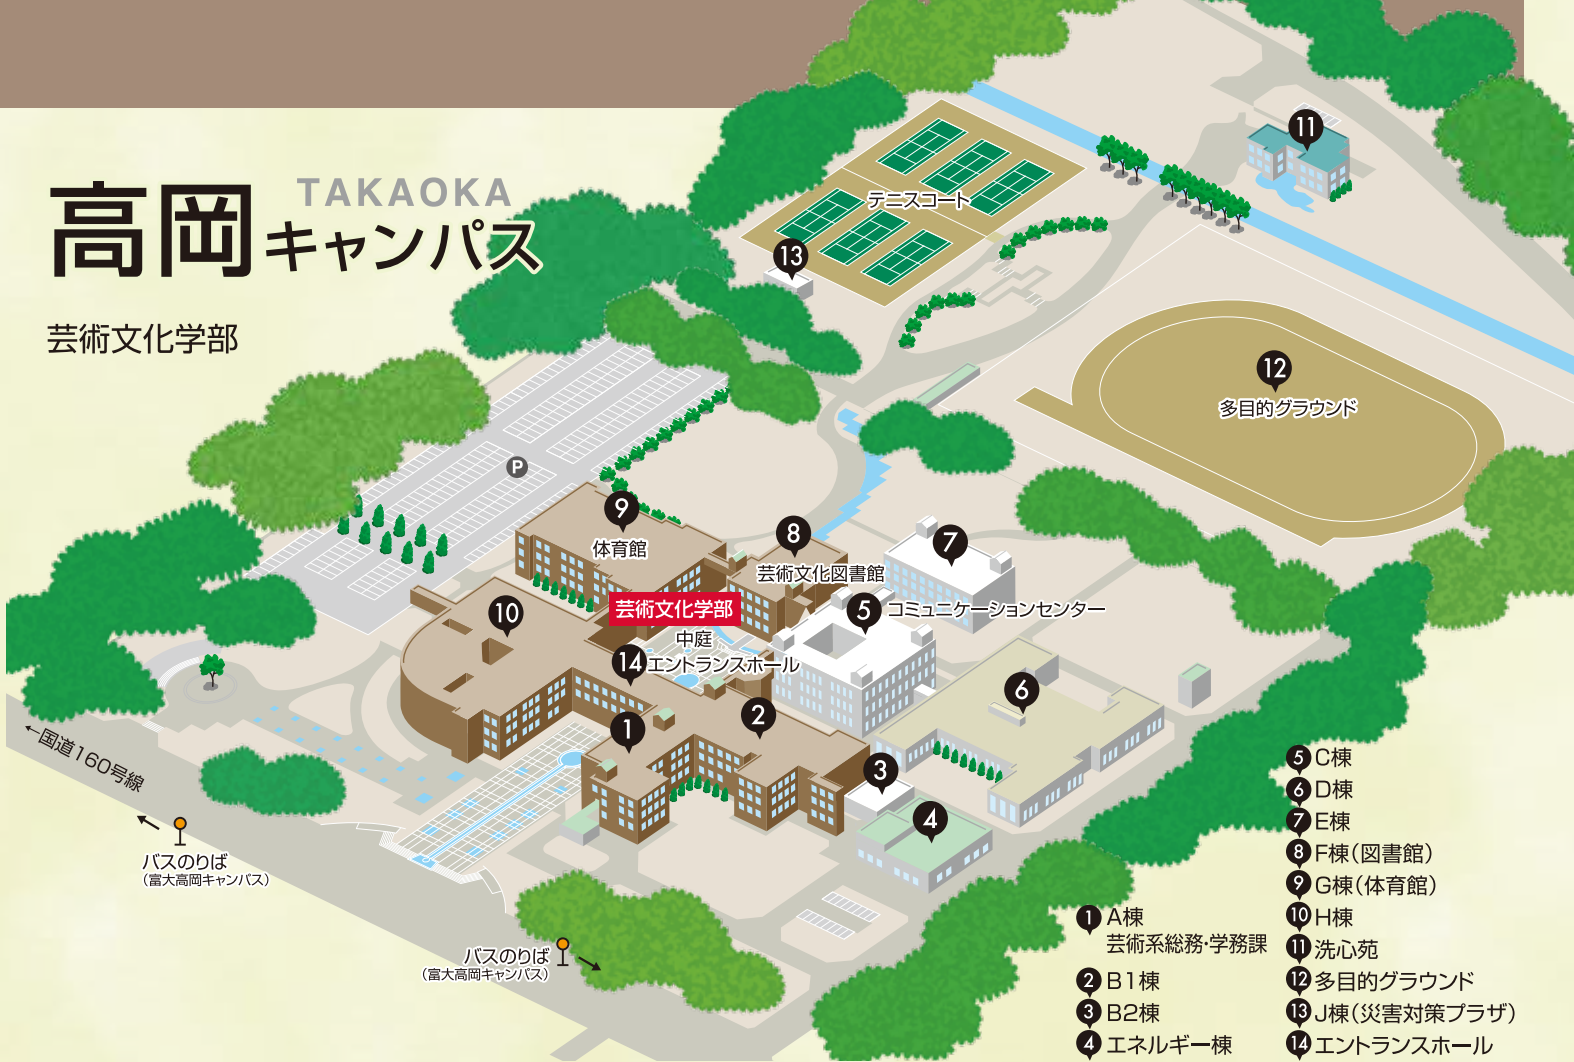 TAKAOKA
高岡キャンパス
芸術文化学部
11
テニスコート
13
12
多目的グラウンド
P
9
体育館
8
芸術文化図書館
7
10
芸術文化学部
5
コミュニケーションセンター
中庭
14
エントランスホール
6
1
2
3
4
←国道160号線
バスのりば
(富大高岡キャンパス)
バスのりば
(富大高岡キャンパス)
1 A棟
芸術系総務・学務課
2 B1棟
3 B2棟
4 エネルギー棟
5 C棟
6 D棟
7 E棟
8 F棟(図書館)
9 G棟(体育館)
10 H棟
11 洗心苑
12 多目的グラウンド
13 J棟(災害対策プラザ)
14 エントランスホール